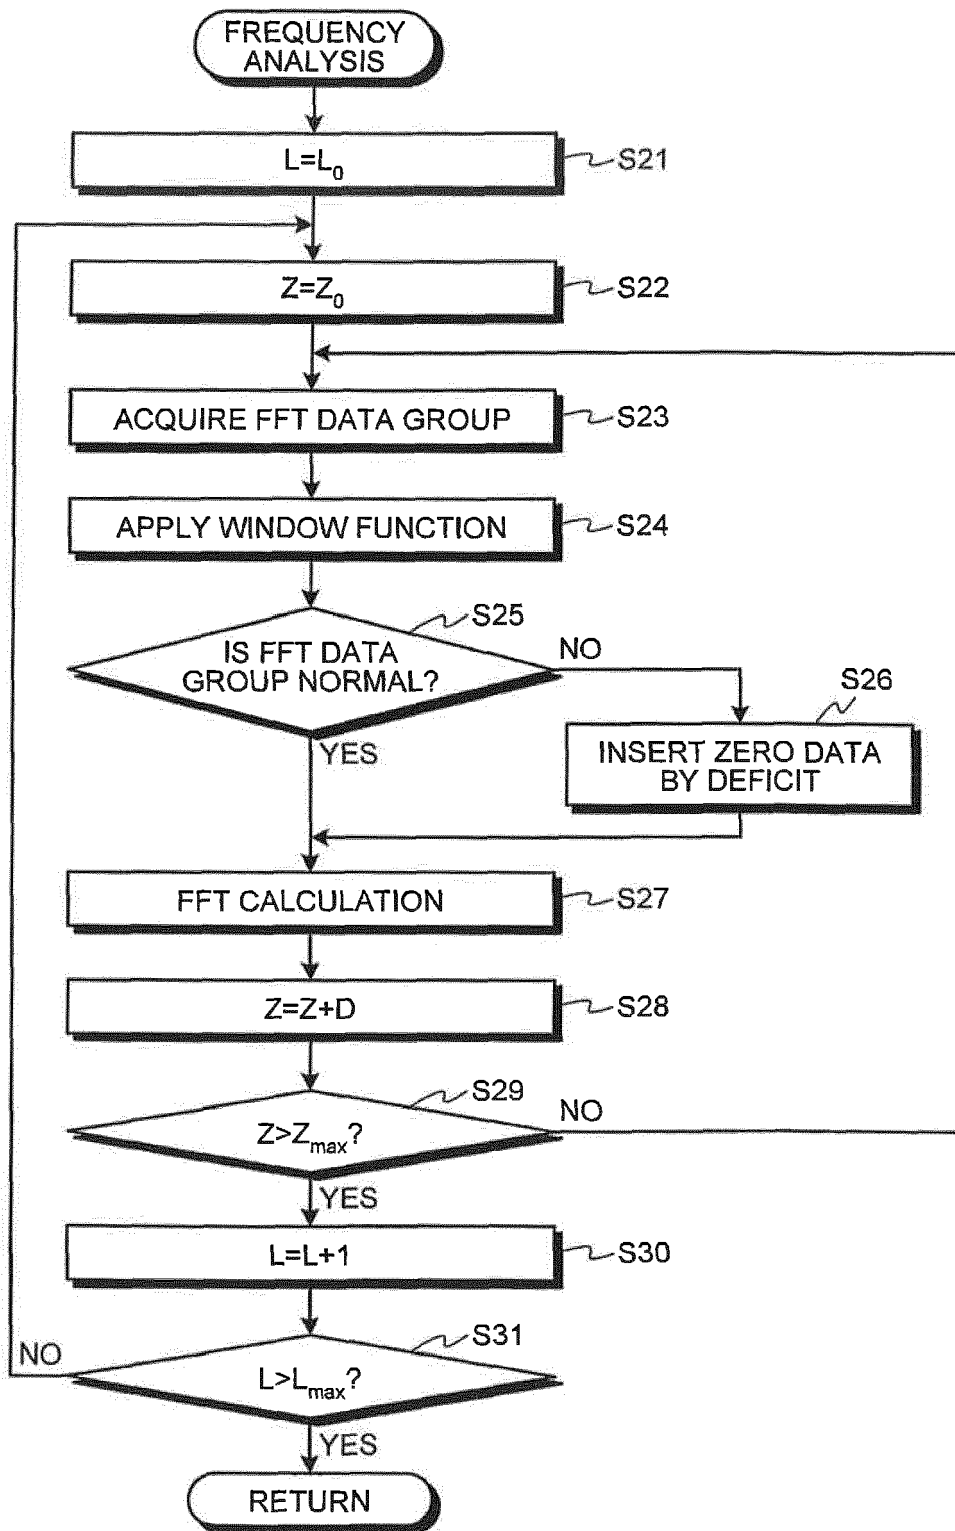 FREQUENCY
ANALYSIS
L=L0
S21
Z=Z0
S22
ACQUIRE FFT DATA GROUP
S23
APPLY WINDOW FUNCTION
S24
S25
IS FFT DATA
GROUP NORMAL?
NO
YES
S26
INSERT ZERO DATA
BY DEFICIT
FFT CALCULATION
S27
Z=Z+D
S28
S29
Z>Zmax?
NO
YES
L=L+1
S30
S31
L>Lmax?
NO
YES
RETURN